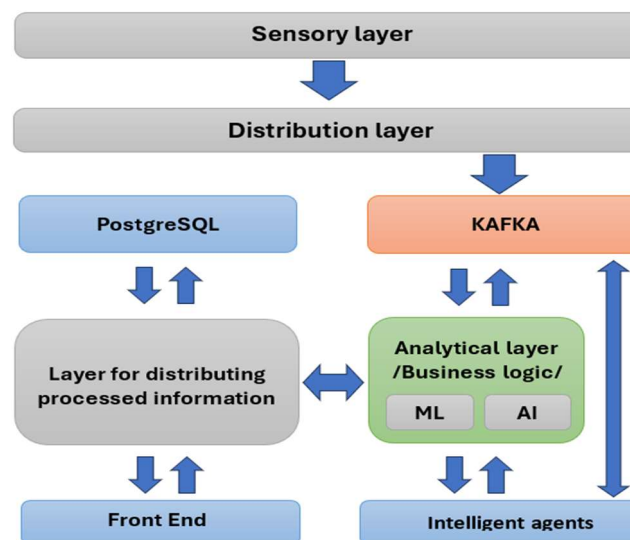 Sensory layer
Distribution layer
PostgreSQL
KAFKA
Layer for distributing
processed information
Analytical layer
/Business logic/
ML
AI
Front End
Intelligent agents